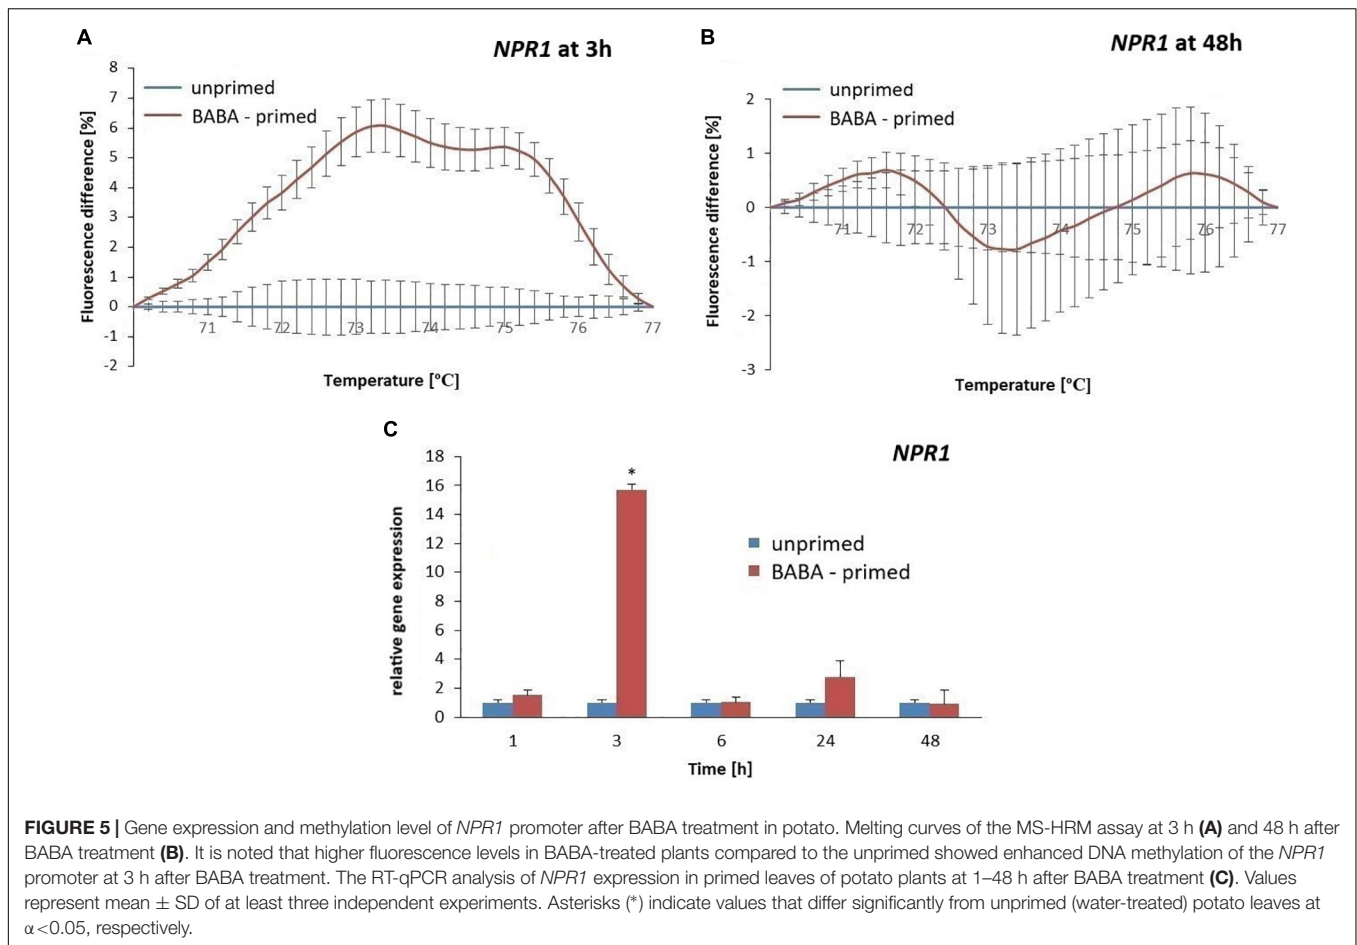 A
NPR1 at 3h
8
7
6
5
4
3
2
1
0
-1
-2
unprimed
BABA - primed
Fluorescence difference [%]
71 72 73 74 75 76 77
Temperature [°C]
B
NPR1 at 48h
2
1
0
-1
-2
-3
unprimed
BABA - primed
Fluorescence difference [%]
71 72 73 74 75 76 77
Temperature [°C]
C
NPR1
18
16
14
12
10
8
6
4
2
0
*
relative gene expression
unprimed
BABA - primed
1 3 6 24 48
Time [h]
FIGURE 5 | Gene expression and methylation level of NPR1 promoter after BABA treatment in potato. Melting curves of the MS-HRM assay at 3 h (A) and 48 h after
BABA treatment (B). It is noted that higher fluorescence levels in BABA-treated plants compared to the unprimed showed enhanced DNA methylation of the NPR1
promoter at 3 h after BABA treatment. The RT-qPCR analysis of NPR1 expression in primed leaves of potato plants at 1–48 h after BABA treatment (C). Values
represent mean ± SD of at least three independent experiments. Asterisks (*) indicate values that differ significantly from unprimed (water-treated) potato leaves at
α<0.05, respectively.